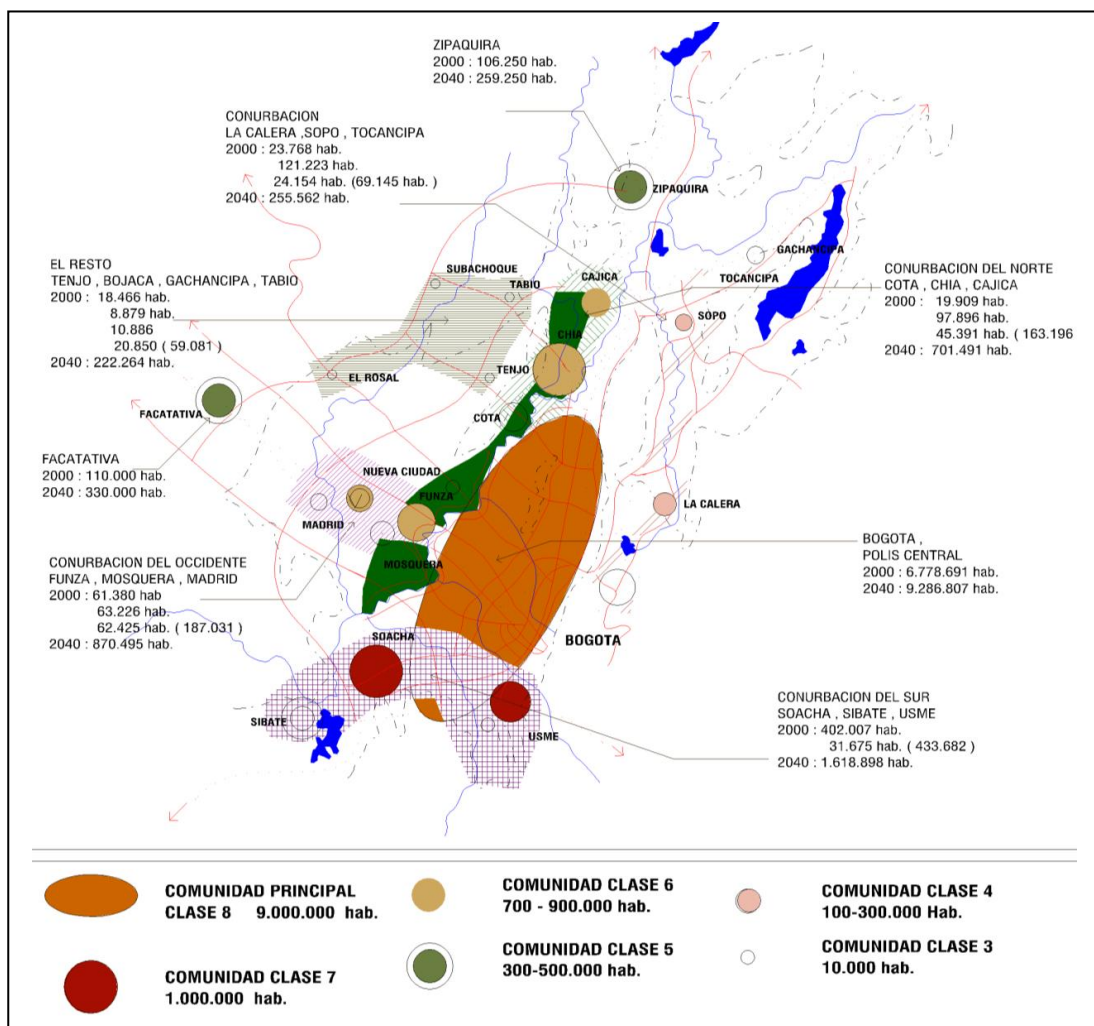 ZIPAQUIRA
2000 : 106.250 hab.
2040 : 259.250 hab.
CONURBACION
LA CALERA ,SOPO , TOCANCIPA
2000 : 23.768 hab.
121.223 hab.
24.154 hab. (69.145 hab. )
2040 : 255.562 hab.
ZIPAQUIRA
EL RESTO
TENJO , BOJACA , GACHANCIPA , TABIO
2000 : 18.466 hab.
8.879 hab.
10.886
20.850 ( 59.081 )
2040 : 222.264 hab.
SUBACHOQUE
TABIO
CAJICA
GACHANCIPA
TOCANCIPA
SOPO
CHIA
CONURBACION DEL NORTE
COTA , CHIA , CAJICA
2000 : 19.909 hab.
97.896 hab.
45.391 hab. ( 163.196
2040 : 701.491 hab.
EL ROSAL
TENJO
COTA
FACATATIVA
FACATATIVA
2000 : 110.000 hab.
2040 : 330.000 hab.
NUEVA CIUDAD
FUNZA
MADRID
MOSQUERA
LA CALERA
CONURBACION DEL OCCIDENTE
FUNZA , MOSQUERA , MADRID
2000 : 61.380 hab
63.226 hab.
62.425 hab. ( 187.031 )
2040 : 870.495 hab.
BOGOTA ,
POLIS CENTRAL
2000 : 6.778.691 hab.
2040 : 9.286.807 hab.
SOACHA
BOGOTA
SIBATE
USME
CONURBACION DEL SUR
SOACHA , SIBATE , USME
2000 : 402.007 hab.
31.675 hab. ( 433.682 )
2040 : 1.618.898 hab.
COMUNIDAD PRINCIPAL
CLASE 8 9.000.000 hab.
COMUNIDAD CLASE 6
700 - 900.000 hab.
COMUNIDAD CLASE 4
100-300.000 Hab.
COMUNIDAD CLASE 7
1.000.000 hab.
COMUNIDAD CLASE 5
300-500.000 hab.
COMUNIDAD CLASE 3
10.000 hab.